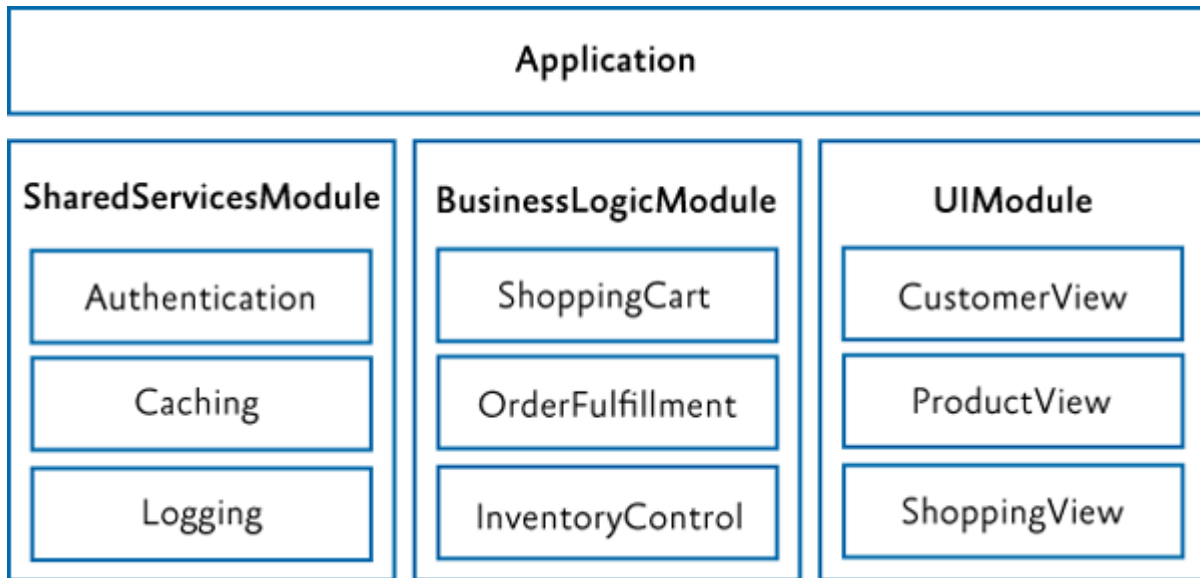 Application
SharedServicesModule
Authentication
Caching
Logging
BusinessLogicModule
ShoppingCart
OrderFulfillment
InventoryControl
UIModule
CustomerView
ProductView
ShoppingView